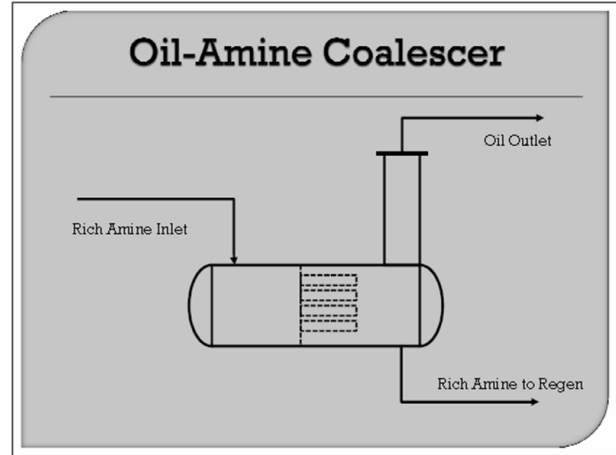 Oil-Amine Coalescer
Oil Outlet
Rich Amine Inlet
Rich Amine to Regen